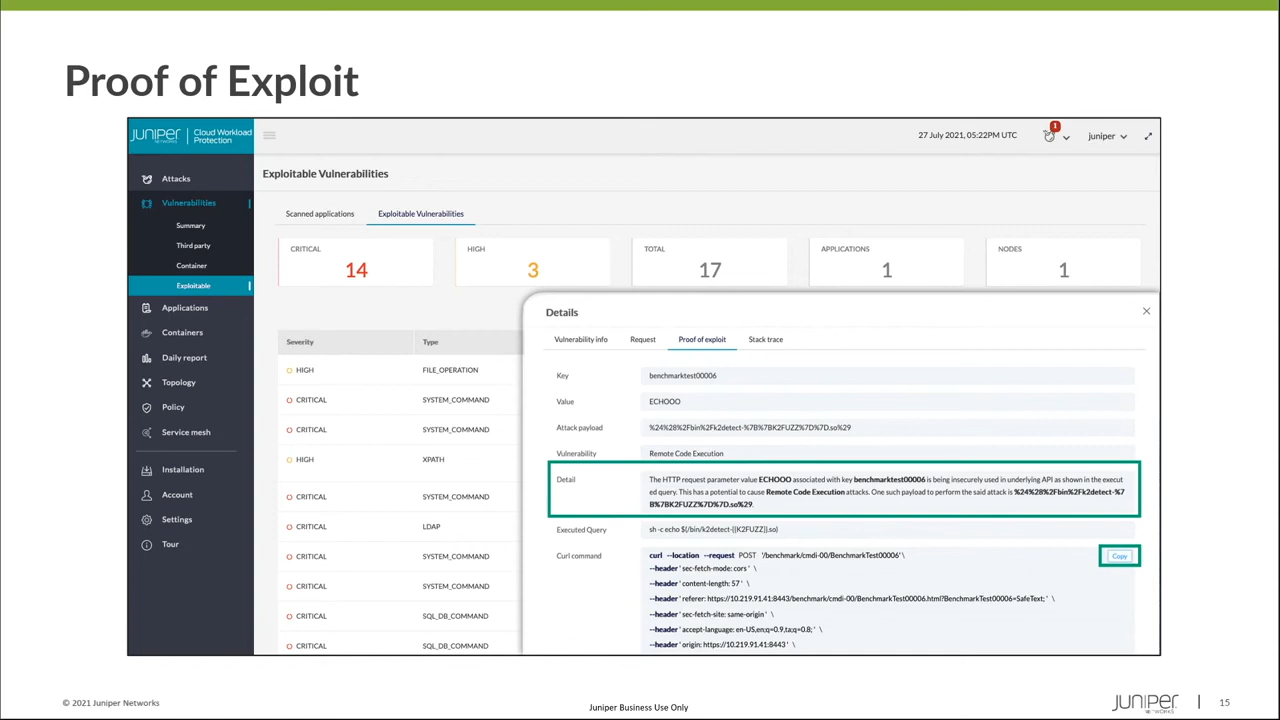 Proof of Exploit
JUNIPER NETWORKS | Cloud Workload Protection
27 July 2021, 05:22PM UTC
1
juniper
Attacks
Vulnerabilities
Summary
Third party
Container
Exploitable
Applications
Containers
Daily report
Topology
Policy
Service mesh
Installation
Account
Settings
Tour
Exploitable Vulnerabilities
Scanned applications
Exploitable Vulnerabilities
CRITICAL
14
HIGH
3
TOTAL
17
APPLICATIONS
1
NODES
1
Severity Type
HIGH FILE_OPERATION
CRITICAL SYSTEM_COMMAND
CRITICAL SYSTEM_COMMAND
HIGH XPATH
CRITICAL SYSTEM_COMMAND
CRITICAL LDAP
CRITICAL SYSTEM_COMMAND
CRITICAL SYSTEM_COMMAND
CRITICAL SQL_DB_COMMAND
CRITICAL SQL_DB_COMMAND
Details
Vulnerability info Request Proof of exploit Stack trace
Key benchmarktest00006
Value ECHOOO
Attack payload %24%28%2Fbin%2Fk2detect-%7B%7BK2FUZZ%7D%7D.so%29
Vulnerability Remote Code Execution
Detail The HTTP request parameter value ECHOOO associated with key benchmarktest00006 is being insecurely used in underlying API as shown in the execut
ed query. This has a potential to cause Remote Code Execution attacks. One such payload to perform the said attack is %24%28%2Fbin%2Fk2detect-%7
B%7BK2FUZZ%7D%7D.so%29.
Executed Query sh -c echo $(/bin/k2detect-{{K2FUZZ}}.so)
Curl command curl --location --request POST '/benchmark/cmdi-00/BenchmarkTest00006'\
Copy
--header ' sec-fetch-mode: cors ' \
--header ' content-length: 57 ' \
--header ' referer: https://10.219.91.41:8443/benchmark/cmdi-00/BenchmarkTest00006.html?BenchmarkTest00006=SafeText; ' \
--header ' sec-fetch-site: same-origin ' \
--header ' accept-language: en-US,en;q=0.9,ta;q=0.8; ' \
--header ' origin: https://10.219.91.41:8443 ' \
© 2021 Juniper Networks
Juniper Business Use Only
JUNIPER NETWORKS | 15